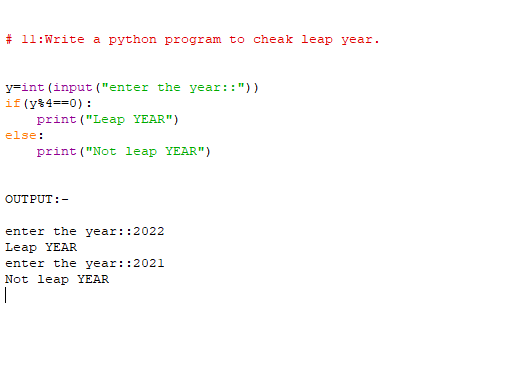 # 11:Write a python program to cheak leap year.
y=int(input("enter the year::"))
if(y%4==0):
    print("Leap YEAR")
else:
    print("Not leap YEAR")
OUTPUT:-
enter the year::2022
Leap YEAR
enter the year::2021
Not leap YEAR